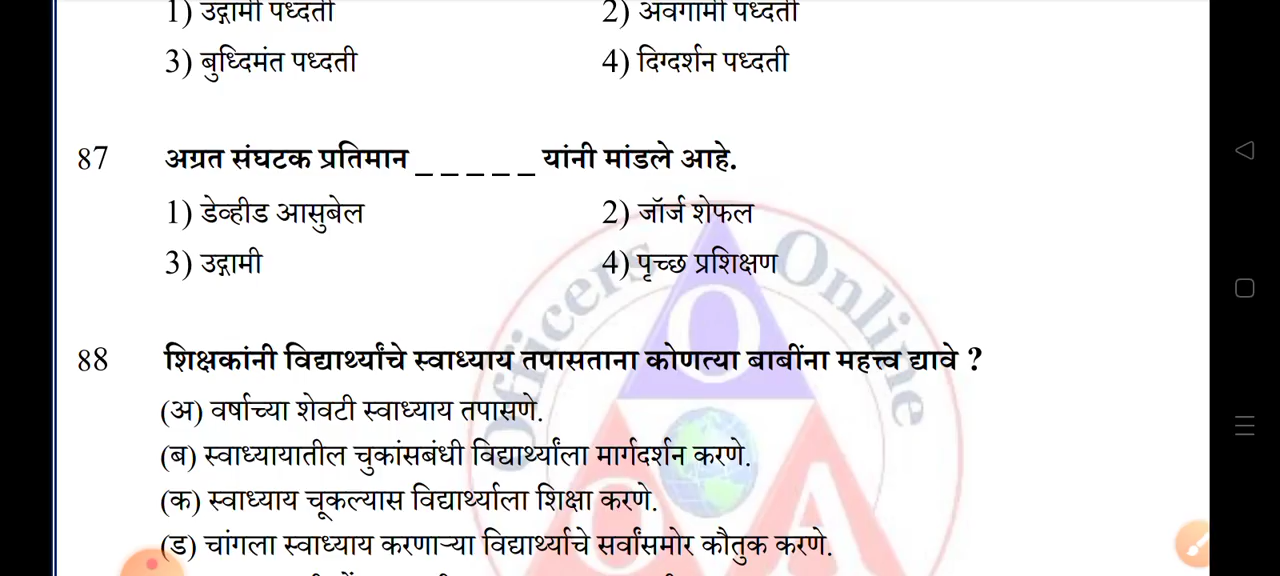 1) उद्गामी पध्दती 2) अवगामी पध्दती
3) बुध्दिमंत पध्दती 4) दिग्दर्शन पध्दती
87 अग्रत संघटक प्रतिमान _ _ _ _ _ यांनी मांडले आहे.
1) डेव्हीड आसुबेल 2) जॉर्ज शेफल
3) उद्गामी 4) पृच्छ प्रशिक्षण
88 शिक्षकांनी विद्यार्थ्यांचे स्वाध्याय तपासताना कोणत्या बाबींना महत्त्व द्यावे ?
(अ) वर्षाच्या शेवटी स्वाध्याय तपासणे.
(ब) स्वाध्यायातील चुकांसबंधी विद्यार्थ्यांला मार्गदर्शन करणे.
(क) स्वाध्याय चूकल्यास विद्यार्थ्याला शिक्षा करणे.
(ड) चांगला स्वाध्याय करणाऱ्या विद्यार्थ्याचे सर्वांसमोर कौतुक करणे.
Officers Online
O
O A